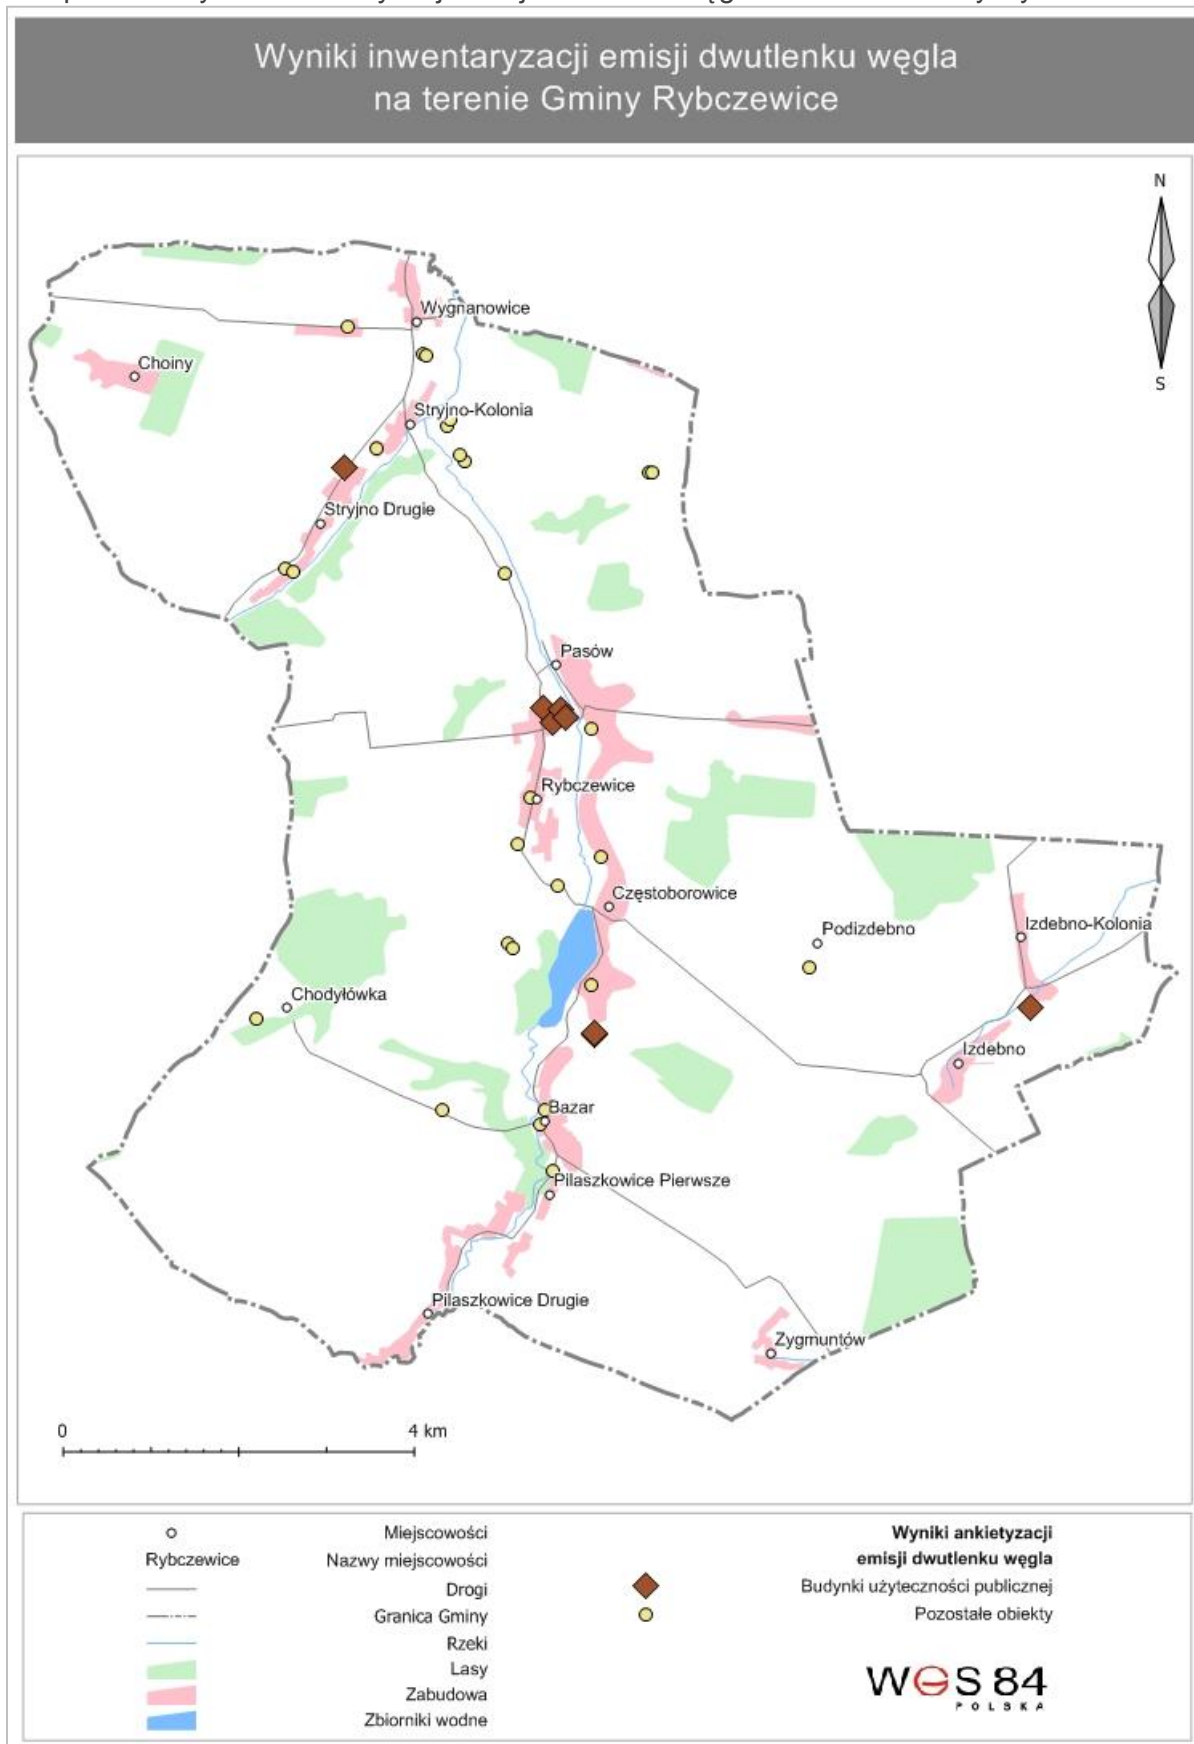 Wyniki inwentaryzacji emisji dwutlenku węgla
na terenie Gminy Rybczewice
N
S
Wygnanowice
Choiny
Stryjno-Kolonia
Stryjno Drugie
Pasów
Rybczewice
Częstoborowice
Podizdebno
Izdebno-Kolonia
Chodyłówka
Izdebno
Bazar
Pilaszkowice Pierwsze
Pilaszkowice Drugie
Zygmuntów
0 4 km
Miejscowości
Rybczewice Nazwy miejscowości
Drogi
Granica Gminy
Rzeki
Lasy
Zabudowa
Zbiorniki wodne
Wyniki ankietyzacji
emisji dwutlenku węgla
Budynki użyteczności publicznej
Pozostałe obiekty
WGS 84
POLSKA